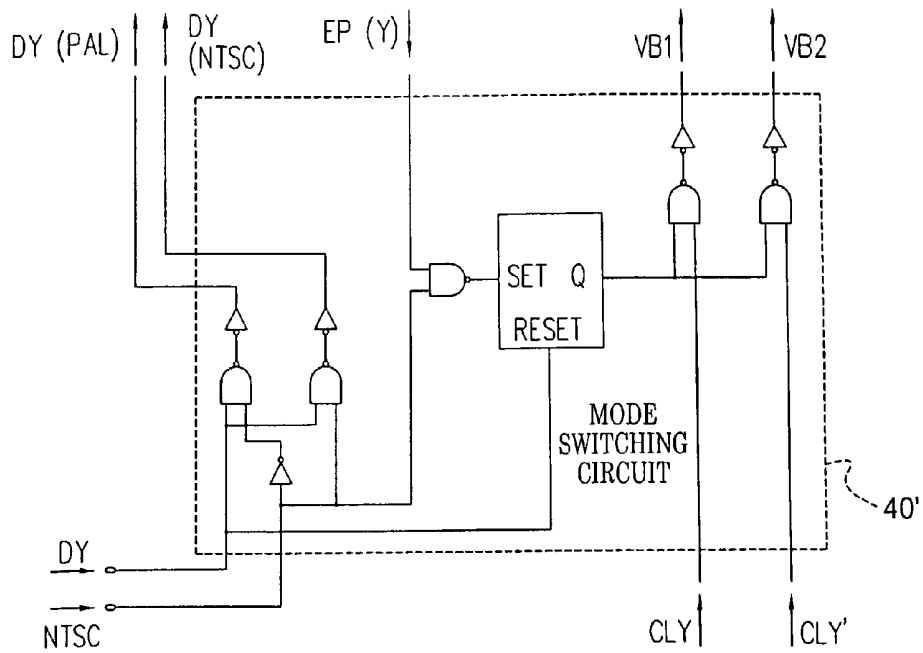 DY (PAL)
DY
(NTSC)
EP (Y)
VB1
VB2
SET Q
RESET
MODE
SWITCHING
CIRCUIT
40'
DY
NTSC
CLY
CLY'